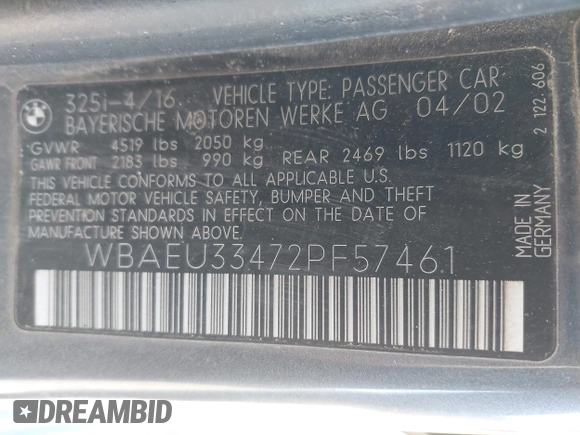 BMW
325i-4/16 VEHICLE TYPE: PASSENGER CAR
BAYERISCHE MOTOREN WERKE AG 04/02
GVWR 4519 lbs 2050 kg
GAWR FRONT 2183 lbs 990 kg REAR 2469 lbs 1120 kg
THIS VEHICLE CONFORMS TO ALL APPLICABLE U.S.
FEDERAL MOTOR VEHICLE SAFETY, BUMPER AND THEFT
PREVENTION STANDARDS IN EFFECT ON THE DATE OF
MANUFACTURE SHOWN ABOVE.
WBAEU33472PF57461
MADE IN
GERMANY
2 122 606
DREAMBID